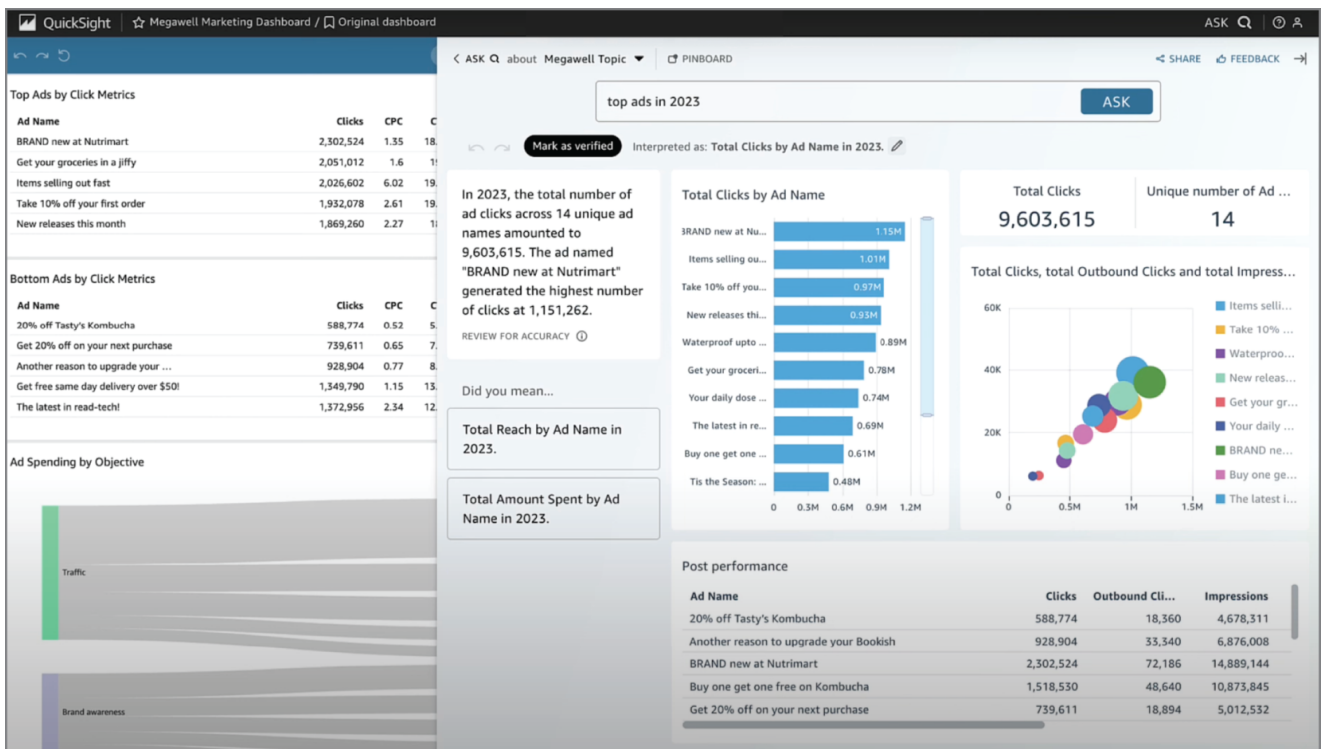 QuickSight Megawell Marketing Dashboard / Original dashboard ASK
Top Ads by Click Metrics
Ad Name Clicks CPC C
BRAND new at Nutrimart 2,302,524 1.35 18.
Get your groceries in a jiffy 2,051,012 1.6
Items selling out fast 2,026,602 6.02 19.
Take 10% off your first order 1,932,078 2.61 19.
New releases this month 1,869,260 2.27
Bottom Ads by Click Metrics
Ad Name Clicks CPC C
20% off Tasty's Kombucha 588,774 0.52 5.
Get 20% off on your next purchase 739,611 0.65 7.
Another reason to upgrade your ... 928,904 0.77 8.
Get free same day delivery over $50! 1,349,790 1.15 13.
The latest in read-tech! 1,372,956 2.34 12.
Ad Spending by Objective
Traffic
Brand awareness
ASK about Megawell Topic PINBOARD SHARE FEEDBACK
top ads in 2023 ASK
Mark as verified Interpreted as: Total Clicks by Ad Name in 2023.
In 2023, the total number of
ad clicks across 14 unique ad
names amounted to
9,603,615. The ad named
"BRAND new at Nutrimart"
generated the highest number
of clicks at 1,151,262.
REVIEW FOR ACCURACY
Did you mean...
Total Reach by Ad Name in
2023.
Total Amount Spent by Ad
Name in 2023.
Total Clicks by Ad Name
BRAND new at Nu... 1.15M
Items selling ou... 1.01M
Take 10% off you... 0.97M
New releases thi... 0.93M
Waterproof upto ... 0.89M
Get your groceri... 0.78M
Your daily dose ... 0.74M
The latest in re... 0.69M
Buy one get one ... 0.61M
Tis the Season: ... 0.48M
0 0.3M 0.6M 0.9M 1.2M
Total Clicks Unique number of Ad ...
9,603,615 14
Total Clicks, total Outbound Clicks and total Impress...
60K
40K
20K
0
0 0.5M 1M 1.5M
Items selli...
Take 10% ...
Waterproo...
New releas...
Get your gr...
Your daily ...
BRAND ne...
Buy one ge...
The latest i...
Post performance
Ad Name Clicks Outbound Cli... Impressions
20% off Tasty's Kombucha 588,774 18,360 4,678,311
Another reason to upgrade your Bookish 928,904 33,340 6,876,008
BRAND new at Nutrimart 2,302,524 72,186 14,889,144
Buy one get one free on Kombucha 1,518,530 48,640 10,873,845
Get 20% off on your next purchase 739,611 18,894 5,012,532